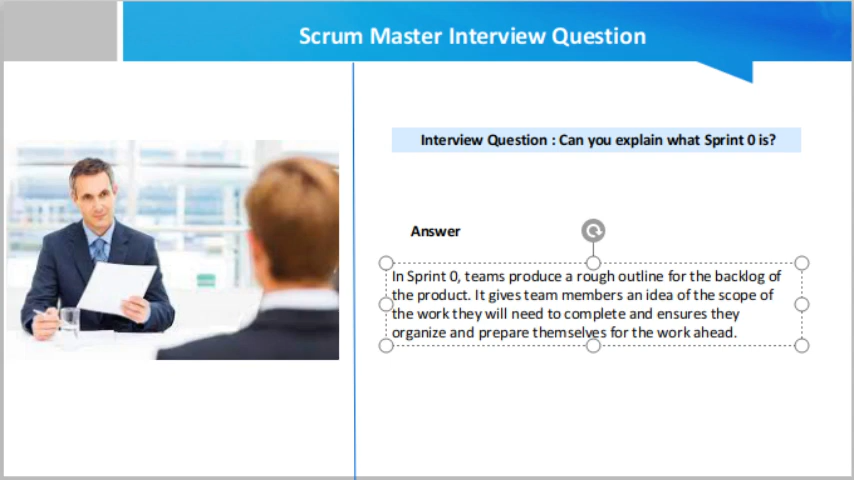 Scrum Master Interview Question
Interview Question : Can you explain what Sprint 0 is?
Answer
In Sprint 0, teams produce a rough outline for the backlog of
the product. It gives team members an idea of the scope of
the work they will need to complete and ensures they
organize and prepare themselves for the work ahead.